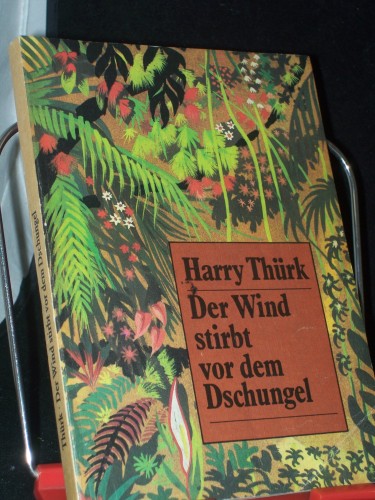 Harry Thürk
Der Wind
stirbt
vor dem
Dschungel
Thürk Der Wind stirbt vor dem Dschungel